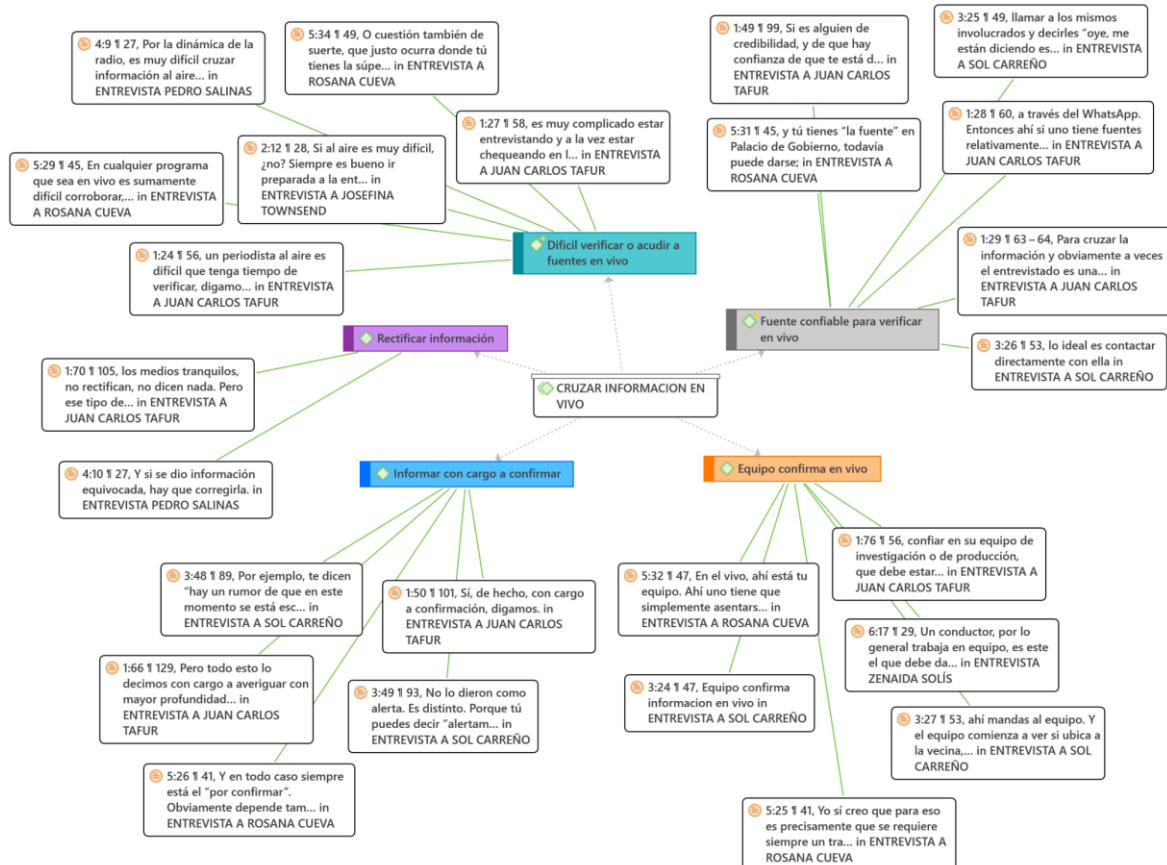 4:9 ¶ 27, Por la dinámica de la
radio, es muy difícil cruzar
información al aire... in
ENTREVISTA PEDRO SALINAS
5:34 ¶ 49, O cuestión también de
suerte, que justo ocurra donde tú
tienes la súpe... in ENTREVISTA A
ROSANA CUEVA
1:27 ¶ 58, es muy complicado estar
entrevistando y a la vez estar
chequeando en l... in ENTREVISTA
A JUAN CARLOS TAFUR
2:12 ¶ 28, Si al aire es muy difícil,
¿no? Siempre es bueno ir
preparada a la ent... in
ENTREVISTA A JOSEFINA
TOWNSEND
5:29 ¶ 45, En cualquier programa
que sea en vivo es sumamente
difícil corroborar,... in ENTREVISTA
A ROSANA CUEVA
1:24 ¶ 56, un periodista al aire es
difícil que tenga tiempo de
verificar, digamo... in ENTREVISTA
A JUAN CARLOS TAFUR
Dificil verificar o acudir a
fuentes en vivo
1:49 ¶ 99, Si es alguien de
credibilidad, y de que hay
confianza de que te está d... in
ENTREVISTA A JUAN CARLOS
TAFUR
3:25 ¶ 49, llamar a los mismos
involucrados y decirles "oye, me
están diciendo es... in ENTREVISTA
A SOL CARREÑO
5:31 ¶ 45, y tú tienes "la fuente" en
Palacio de Gobierno, todavía
puede darse; in ENTREVISTA A
ROSANA CUEVA
1:28 ¶ 60, a través del WhatsApp.
Entonces ahí si uno tiene fuentes
relativamente... in ENTREVISTA A
JUAN CARLOS TAFUR
1:29 ¶ 63 – 64, Para cruzar la
información y obviamente a veces
el entrevistado es una... in
ENTREVISTA A JUAN CARLOS
TAFUR
3:26 ¶ 53, lo ideal es contactar
directamente con ella in
ENTREVISTA A SOL CARREÑO
Fuente confiable para verificar
en vivo
Rectificar información
1:70 ¶ 105, los medios tranquilos,
no rectifican, no dicen nada. Pero
ese tipo de... in ENTREVISTA A
JUAN CARLOS TAFUR
4:10 ¶ 27, Y si se dio información
equivocada, hay que corregirla. in
ENTREVISTA PEDRO SALINAS
CRUZAR INFORMACION EN
VIVO
Informar con cargo a confirmar
3:48 ¶ 89, Por ejemplo, te dicen
"hay un rumor de que en este
momento se está esc... in
ENTREVISTA A SOL CARREÑO
1:50 ¶ 101, Sí, de hecho, con cargo
a confirmación, digamos. in
ENTREVISTA A JUAN CARLOS
TAFUR
1:66 ¶ 129, Pero todo esto lo
decimos con cargo a averiguar con
mayor profundidad... in
ENTREVISTA A JUAN CARLOS
TAFUR
3:49 ¶ 93, No lo dieron como
alerta. Es distinto. Porque tú
puedes decir "alertam... in
ENTREVISTA A SOL CARREÑO
5:26 ¶ 41, Y en todo caso siempre
está el "por confirmar".
Obviamente depende tam... in
ENTREVISTA A ROSANA CUEVA
Equipo confirma en vivo
1:76 ¶ 56, confiar en su equipo de
investigación o de producción,
que debe estar... in ENTREVISTA A
JUAN CARLOS TAFUR
5:32 ¶ 47, En el vivo, ahí está tu
equipo. Ahí uno tiene que
simplemente asentars... in
ENTREVISTA A ROSANA CUEVA
6:17 ¶ 29, Un conductor, por lo
general trabaja en equipo, es este
el que debe da... in ENTREVISTA
ZENAIDA SOLÍS
3:24 ¶ 47, Equipo confirma
informacion en vivo in
ENTREVISTA A SOL CARREÑO
3:27 ¶ 53, ahí mandas al equipo. Y
el equipo comienza a ver si ubica a
la vecina,... in ENTREVISTA A SOL
CARREÑO
5:25 ¶ 41, Yo sí creo que para eso
es precisamente que se requiere
siempre un tra... in ENTREVISTA A
ROSANA CUEVA